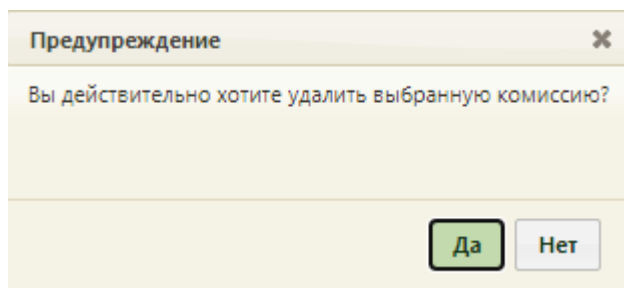 Предупреждение
Вы действительно хотите удалить выбранную комиссию?
Да Нет